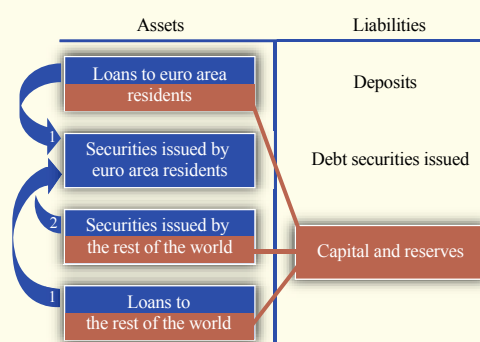 Assets
Liabilities
Loans to euro area
residents
Deposits
1
Securities issued by
euro area residents
Debt securities issued
2
Securities issued by
the rest of the world
Capital and reserves
1
Loans to
the rest of the world